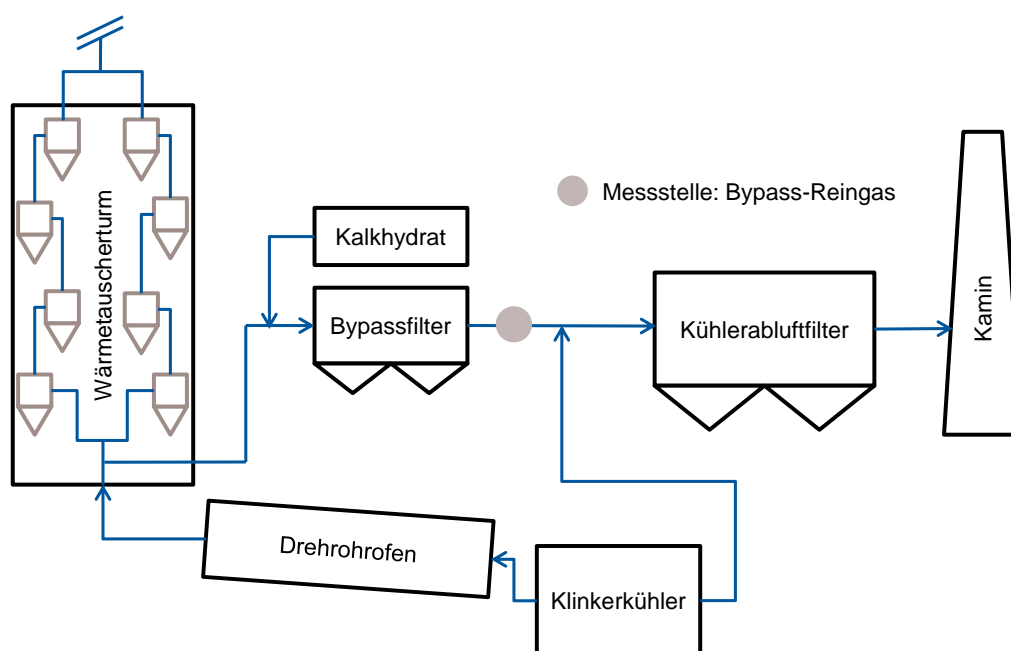 Wärmetauscherturm
Kalkhydrat
Messstelle: Bypass-Reingas
Bypassfilter
Kühlerabluftfilter
Kamin
Drehrohrofen
Klinkerkühler